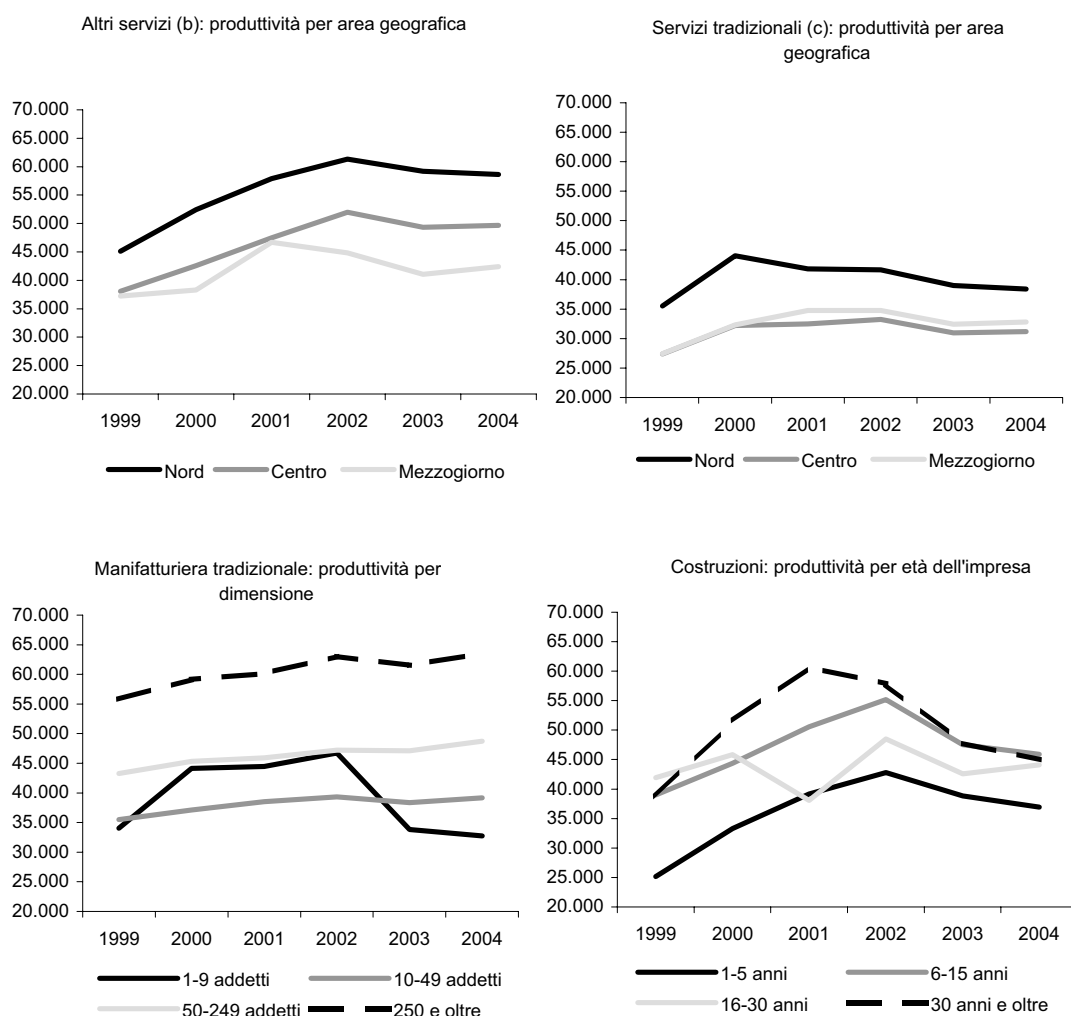 Altri servizi (b): produttività per area geografica
70.000
65.000
60.000
55.000
50.000
45.000
40.000
35.000
30.000
25.000
20.000
1999 2000 2001 2002 2003 2004
Nord Centro Mezzogiorno
Servizi tradizionali (c): produttività per area
geografica
70.000
65.000
60.000
55.000
50.000
45.000
40.000
35.000
30.000
25.000
20.000
1999 2000 2001 2002 2003 2004
Nord Centro Mezzogiorno
Manifatturiera tradizionale: produttività per
dimensione
70.000
65.000
60.000
55.000
50.000
45.000
40.000
35.000
30.000
25.000
20.000
1999 2000 2001 2002 2003 2004
1-9 addetti 10-49 addetti
50-249 addetti 250 e oltre
Costruzioni: produttività per età dell'impresa
70.000
65.000
60.000
55.000
50.000
45.000
40.000
35.000
30.000
25.000
20.000
1999 2000 2001 2002 2003 2004
1-5 anni 6-15 anni
16-30 anni 30 anni e oltre